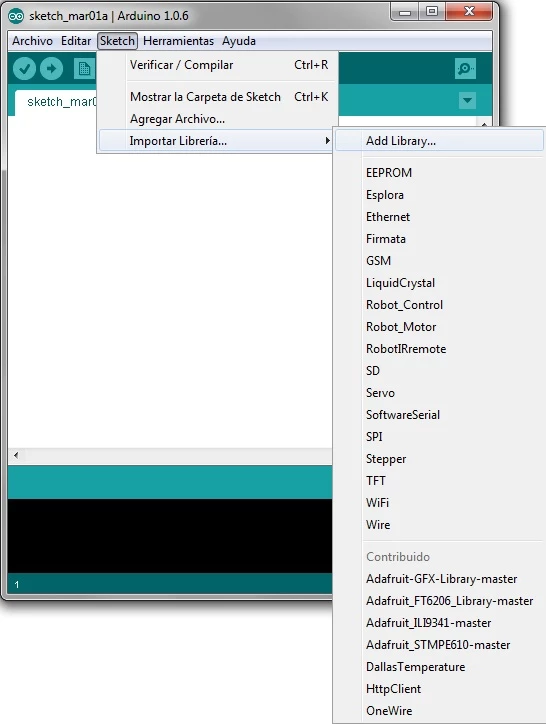 sketch_mar01a | Arduino 1.0.6
Archivo Editar Sketch Herramientas Ayuda
sketch_mar0
Verificar / Compilar Ctrl+R
Mostrar la Carpeta de Sketch Ctrl+K
Agregar Archivo...
Importar Librería...
Add Library...
EEPROM
Esplora
Ethernet
Firmata
GSM
LiquidCrystal
Robot_Control
Robot_Motor
RobotIRremote
SD
Servo
SoftwareSerial
SPI
Stepper
TFT
WiFi
Wire
Contribuido
Adafruit-GFX-Library-master
Adafruit_FT6206_Library-master
Adafruit_ILI9341-master
Adafruit_STMPE610-master
DallasTemperature
HttpClient
OneWire
1